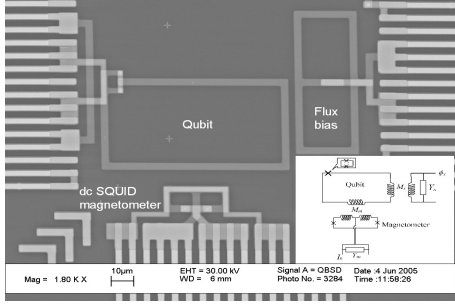 Qubit
Flux
bias
dc SQUID
magnetometer
Qubit
Magnetometer
Mag = 1.80 K X
10µm
EHT = 30.00 kV
WD = 6 mm
Signal A = QBSD
Photo No. = 3284
Date :4 Jun 2005
Time :11:58:26